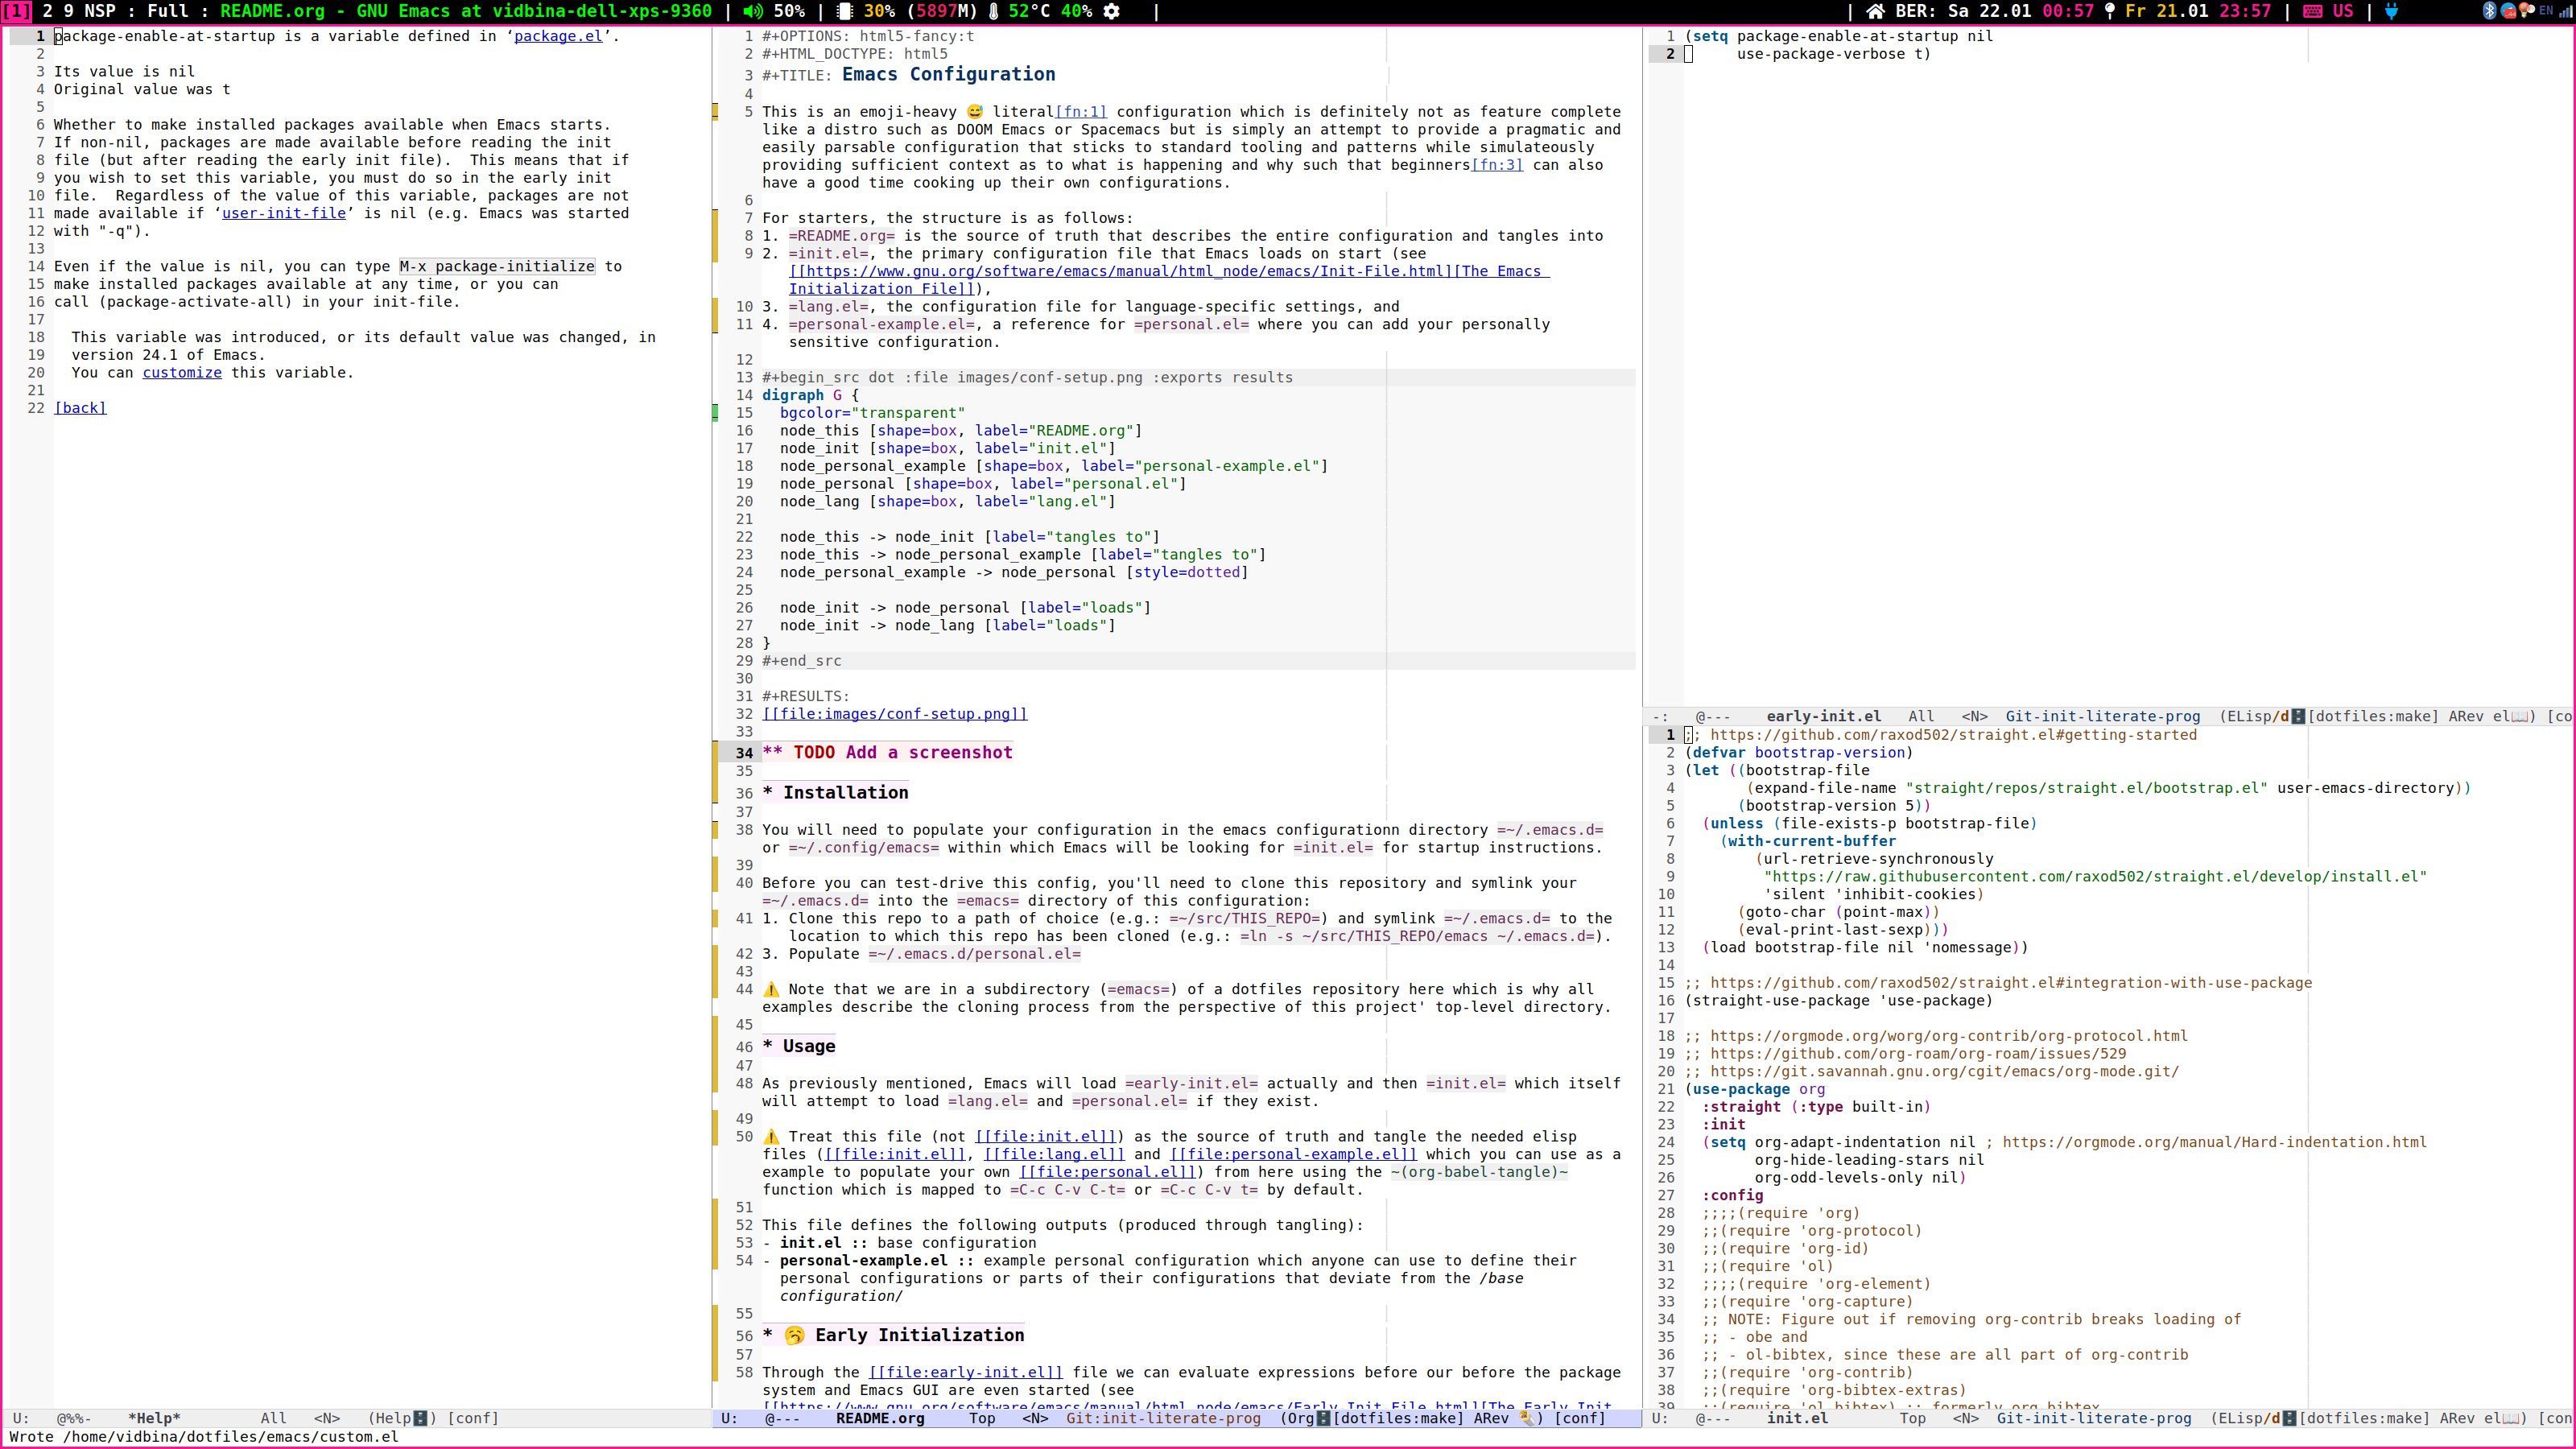 [1] 2 9 NSP : Full : README.org - GNU Emacs at vidbina-dell-xps-9360 | 50% | 30% (5897M) 52°C 40% | | BER: Sa 22.01 00:57 Fr 21.01 23:57 | US | EN
1 package-enable-at-startup is a variable defined in ‘package.el’.
2
3 Its value is nil
4 Original value was t
5
6 Whether to make installed packages available when Emacs starts.
7 If non-nil, packages are made available before reading the init
8 file (but after reading the early init file).  This means that if
9 you wish to set this variable, you must do so in the early init
10 file.  Regardless of the value of this variable, packages are not
11 made available if ‘user-init-file’ is nil (e.g. Emacs was started
12 with "-q").
13
14 Even if the value is nil, you can type M-x package-initialize to
15 make installed packages available at any time, or you can
16 call (package-activate-all) in your init-file.
17
18   This variable was introduced, or its default value was changed, in
19   version 24.1 of Emacs.
20   You can customize this variable.
21
22 [back]
U:   @%%-    *Help*         All   <N>   (Help🗄) [conf]
1 #+OPTIONS: html5-fancy:t
2 #+HTML_DOCTYPE: html5
3 #+TITLE: Emacs Configuration
4
5 This is an emoji-heavy 😅 literal[fn:1] configuration which is definitely not as feature complete
like a distro such as DOOM Emacs or Spacemacs but is simply an attempt to provide a pragmatic and
easily parsable configuration that sticks to standard tooling and patterns while simulateously
providing sufficient context as to what is happening and why such that beginners[fn:3] can also
have a good time cooking up their own configurations.
6
7 For starters, the structure is as follows:
8 1. =README.org= is the source of truth that describes the entire configuration and tangles into
9 2. =init.el=, the primary configuration file that Emacs loads on start (see
[[https://www.gnu.org/software/emacs/manual/html_node/emacs/Init-File.html][The Emacs
Initialization File]]),
10 3. =lang.el=, the configuration file for language-specific settings, and
11 4. =personal-example.el=, a reference for =personal.el= where you can add your personally
sensitive configuration.
12
13 #+begin_src dot :file images/conf-setup.png :exports results
14 digraph G {
15   bgcolor="transparent"
16   node_this [shape=box, label="README.org"]
17   node_init [shape=box, label="init.el"]
18   node_personal_example [shape=box, label="personal-example.el"]
19   node_personal [shape=box, label="personal.el"]
20   node_lang [shape=box, label="lang.el"]
21
22   node_this -> node_init [label="tangles to"]
23   node_this -> node_personal_example [label="tangles to"]
24   node_personal_example -> node_personal [style=dotted]
25
26   node_init -> node_personal [label="loads"]
27   node_init -> node_lang [label="loads"]
28 }
29 #+end_src
30
31 #+RESULTS:
32 [[file:images/conf-setup.png]]
33
34 ** TODO Add a screenshot
35
36 * Installation
37
38 You will need to populate your configuration in the emacs configurationn directory =~/.emacs.d=
or =~/.config/emacs= within which Emacs will be looking for =init.el= for startup instructions.
39
40 Before you can test-drive this config, you'll need to clone this repository and symlink your
=~/.emacs.d= into the =emacs= directory of this configuration:
41 1. Clone this repo to a path of choice (e.g.: =~/src/THIS_REPO=) and symlink =~/.emacs.d= to the
location to which this repo has been cloned (e.g.: =ln -s ~/src/THIS_REPO/emacs ~/.emacs.d=).
42 3. Populate =~/.emacs.d/personal.el=
43
44 ⚠️ Note that we are in a subdirectory (=emacs=) of a dotfiles repository here which is why all
examples describe the cloning process from the perspective of this project' top-level directory.
45
46 * Usage
47
48 As previously mentioned, Emacs will load =early-init.el= actually and then =init.el= which itself
will attempt to load =lang.el= and =personal.el= if they exist.
49
50 ⚠️ Treat this file (not [[file:init.el]]) as the source of truth and tangle the needed elisp
files ([[file:init.el]], [[file:lang.el]] and [[file:personal-example.el]] which you can use as a
example to populate your own [[file:personal.el]]) from here using the ~(org-babel-tangle)~
function which is mapped to =C-c C-v C-t= or =C-c C-v t= by default.
51
52 This file defines the following outputs (produced through tangling):
53 - init.el :: base configuration
54 - personal-example.el :: example personal configuration which anyone can use to define their
personal configurations or parts of their configurations that deviate from the /base
configuration/
55
56 * 🥱 Early Initialization
57
58 Through the [[file:early-init.el]] file we can evaluate expressions before our before the package
system and Emacs GUI are even started (see
[[https://www.gnu.org/software/emacs/manual/html_node/emacs/Early-Init-File.html][The Early Init
U:   @---    README.org     Top   <N>  Git:init-literate-prog  (Org🗄[dotfiles:make] ARev) [conf]
1 (setq package-enable-at-startup nil
2       use-package-verbose t)
-:   @---    early-init.el   All   <N>  Git-init-literate-prog  (ELisp/d🗄[dotfiles:make] ARev el📖) [co
1 ;; https://github.com/raxod502/straight.el#getting-started
2 (defvar bootstrap-version)
3 (let ((bootstrap-file
4        (expand-file-name "straight/repos/straight.el/bootstrap.el" user-emacs-directory))
5       (bootstrap-version 5))
6   (unless (file-exists-p bootstrap-file)
7     (with-current-buffer
8         (url-retrieve-synchronously
9          "https://raw.githubusercontent.com/raxod502/straight.el/develop/install.el"
10          'silent 'inhibit-cookies)
11       (goto-char (point-max))
12       (eval-print-last-sexp)))
13   (load bootstrap-file nil 'nomessage))
14
15 ;; https://github.com/raxod502/straight.el#integration-with-use-package
16 (straight-use-package 'use-package)
17
18 ;; https://orgmode.org/worg/org-contrib/org-protocol.html
19 ;; https://github.com/org-roam/org-roam/issues/529
20 ;; https://git.savannah.gnu.org/cgit/emacs/org-mode.git/
21 (use-package org
22   :straight (:type built-in)
23   :init
24   (setq org-adapt-indentation nil ; https://orgmode.org/manual/Hard-indentation.html
25         org-hide-leading-stars nil
26         org-odd-levels-only nil)
27   :config
28   ;;;;(require 'org)
29   ;;(require 'org-protocol)
30   ;;(require 'org-id)
31   ;;(require 'ol)
32   ;;;;(require 'org-element)
33   ;;(require 'org-capture)
34   ;; NOTE: Figure out if removing org-contrib breaks loading of
35   ;; - obe and
36   ;; - ol-bibtex, since these are all part of org-contrib
37   ;;(require 'org-contrib)
38   ;;(require 'org-bibtex-extras)
39   ;;(require 'ol-bibtex) ;; formerly org-bibtex
U:   @---    init.el        Top   <N>  Git-init-literate-prog  (ELisp/d🗄[dotfiles:make] ARev el📖) [con
Wrote /home/vidbina/dotfiles/emacs/custom.el